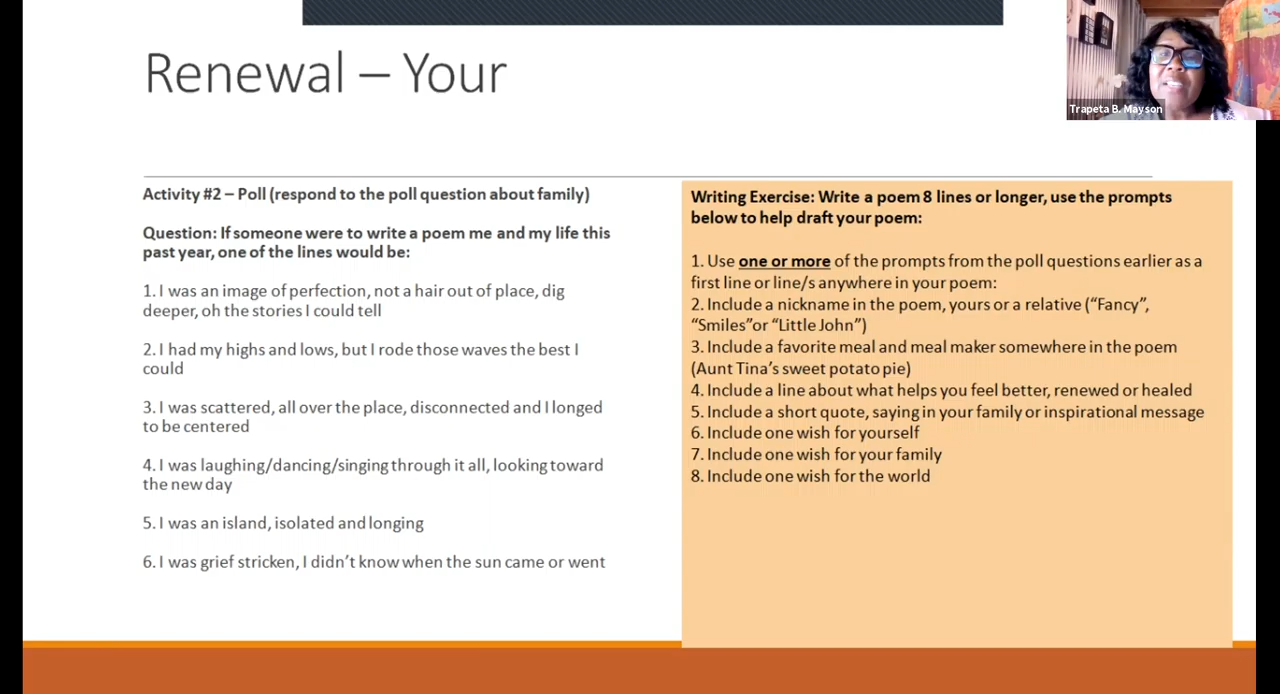 Renewal – Your
Trapeta B. Mayson
Activity #2 – Poll (respond to the poll question about family)
Question: If someone were to write a poem me and my life this
past year, one of the lines would be:
1. I was an image of perfection, not a hair out of place, dig
deeper, oh the stories I could tell
2. I had my highs and lows, but I rode those waves the best I
could
3. I was scattered, all over the place, disconnected and I longed
to be centered
4. I was laughing/dancing/singing through it all, looking toward
the new day
5. I was an island, isolated and longing
6. I was grief stricken, I didn’t know when the sun came or went
Writing Exercise: Write a poem 8 lines or longer, use the prompts
below to help draft your poem:
1. Use one or more of the prompts from the poll questions earlier as a
first line or line/s anywhere in your poem:
2. Include a nickname in the poem, yours or a relative (“Fancy”,
“Smiles”or “Little John”)
3. Include a favorite meal and meal maker somewhere in the poem
(Aunt Tina’s sweet potato pie)
4. Include a line about what helps you feel better, renewed or healed
5. Include a short quote, saying in your family or inspirational message
6. Include one wish for yourself
7. Include one wish for your family
8. Include one wish for the world